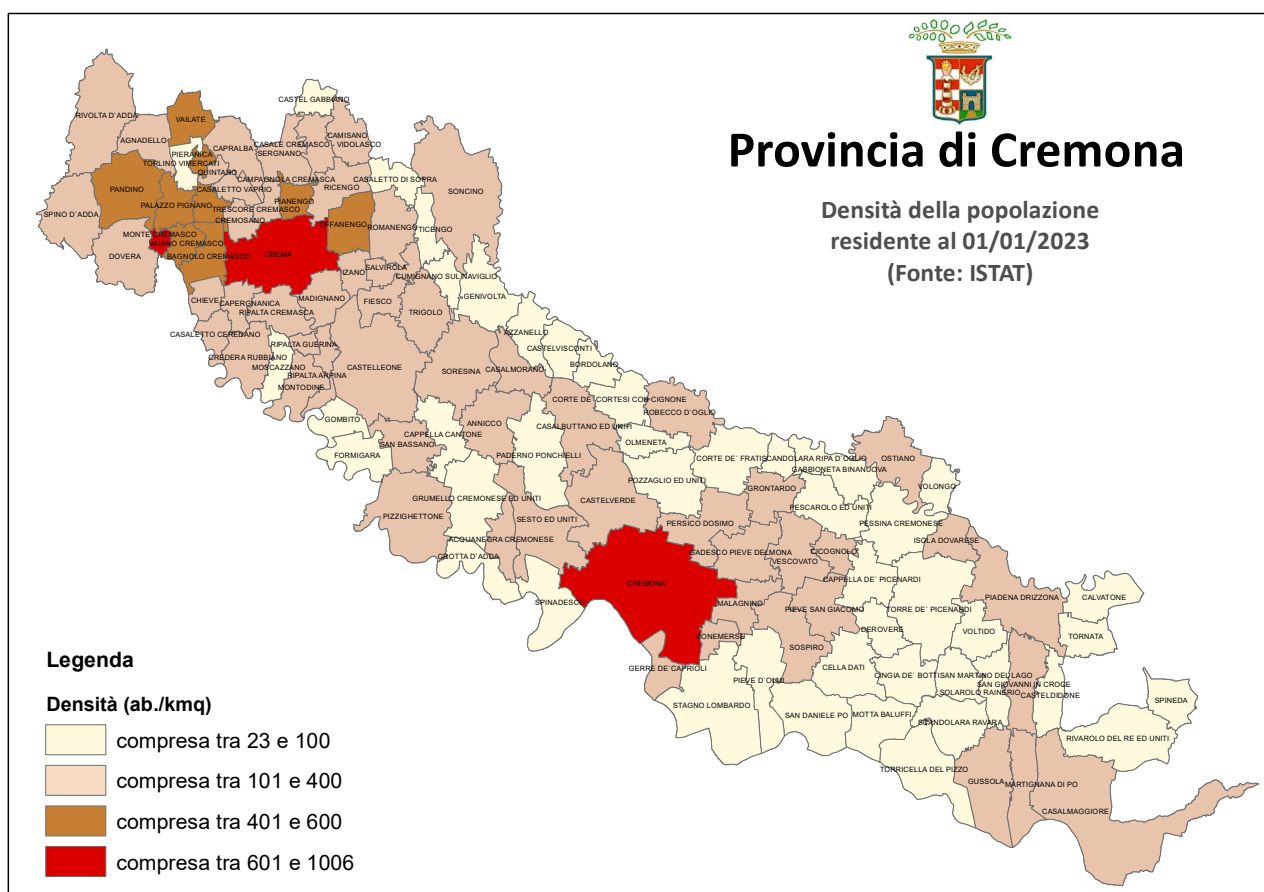 Provincia di Cremona
Densità della popolazione
residente al 01/01/2023
(Fonte: ISTAT)
CASTEL GABBIANO
RIVOLTA D'ADDA
VAILATE
AGNADELLO
CAMISANO
CAPRALBA
CASALE CREMASCO - VIDOLASCO
SERGNANO
PIERANICA
TORLINO VIMERCATI
QUINTANO
CAMPAGNOLA CREMASCA
CASALETTO DI SOPRA
SONCINO
PANDINO
CASALETTO VAPRIO
RICENGO
PIANENGO
PALAZZO PIGNANO
TRESCORE CREMASCO
SPINO D'ADDA
CREMOSANO
OFFANENGO
ROMANENGO
TICENGO
MONTE CREMASCO
VAIANO CREMASCO
DOVERA
BAGNOLO CREMASCO
CREMA
IZANO
SALVIROLA
CUMIGNANO SUL NAVIGLIO
GENIVOLTA
CHIEVE
CAPERGNANICA
MADIGNANO
FIESCO
RIPALTA CREMASCA
TRIGOLO
CASALETTO CEREDANO
AZZANELLO
RIPALTA GUERINA
CASTELVISCONTI
CREDERA RUBBIANO
MOSCAZZANO
CASTELLEONE
BORDOLANO
RIPALTA ARPINA
SORESINA
CASALMORANO
MONTODINE
CORTE DE' CORTESI CON CIGNONE
ROBECCO D'OGLIO
GOMBITO
ANNICCO
CASALBUTTANO ED UNITI
CAPPELLA CANTONE
SAN BASSANO
OLMENETA
FORMIGARA
PADERNO PONCHIELLI
CORTE DE' FRATI
SCANDOLARA RIPA D'OGLIO
OSTIANO
GABBIONETA BINANUOVA
POZZAGLIO ED UNITI
VOLONGO
GRONTARDO
GRUMELLO CREMONESE ED UNITI
CASTELVERDE
PESCAROLO ED UNITI
PIZZIGHETTONE
SESTO ED UNITI
PERSICO DOSIMO
PESSINA CREMONESE
ACQUANEGRA CREMONESE
ISOLA DOVARESE
CROTTA D'ADDA
GADESCO PIEVE DELMONA
CICOGNOLO
VESCOVATO
CREMONA
CAPPELLA DE' PICENARDI
SPINADESCO
MALAGNINO
PIEVE SAN GIACOMO
TORRE DE' PICENARDI
PIADENA DRIZZONA
CALVATONE
BONEMERSE
DEROVERE
VOLTIDO
TORNATA
SOSPIRO
GERRE DE'CAPRIOLI
CELLA DATI
PIEVE D'OLMI
CINGIA DE' BOTTI
SAN MARTINO DEL LAGO
SAN GIOVANNI IN CROCE
SOLAROLO RAINERIO
CASTELDIDONE
SPINEDA
STAGNO LOMBARDO
SAN DANIELE PO
MOTTA BALUFFI
SCANDOLARA RAVARA
RIVAROLO DEL RE ED UNITI
TORRICELLA DEL PIZZO
GUSSOLA
MARTIGNANA DI PO
CASALMAGGIORE
Legenda
Densità (ab./kmq)
compresa tra 23 e 100
compresa tra 101 e 400
compresa tra 401 e 600
compresa tra 601 e 1006